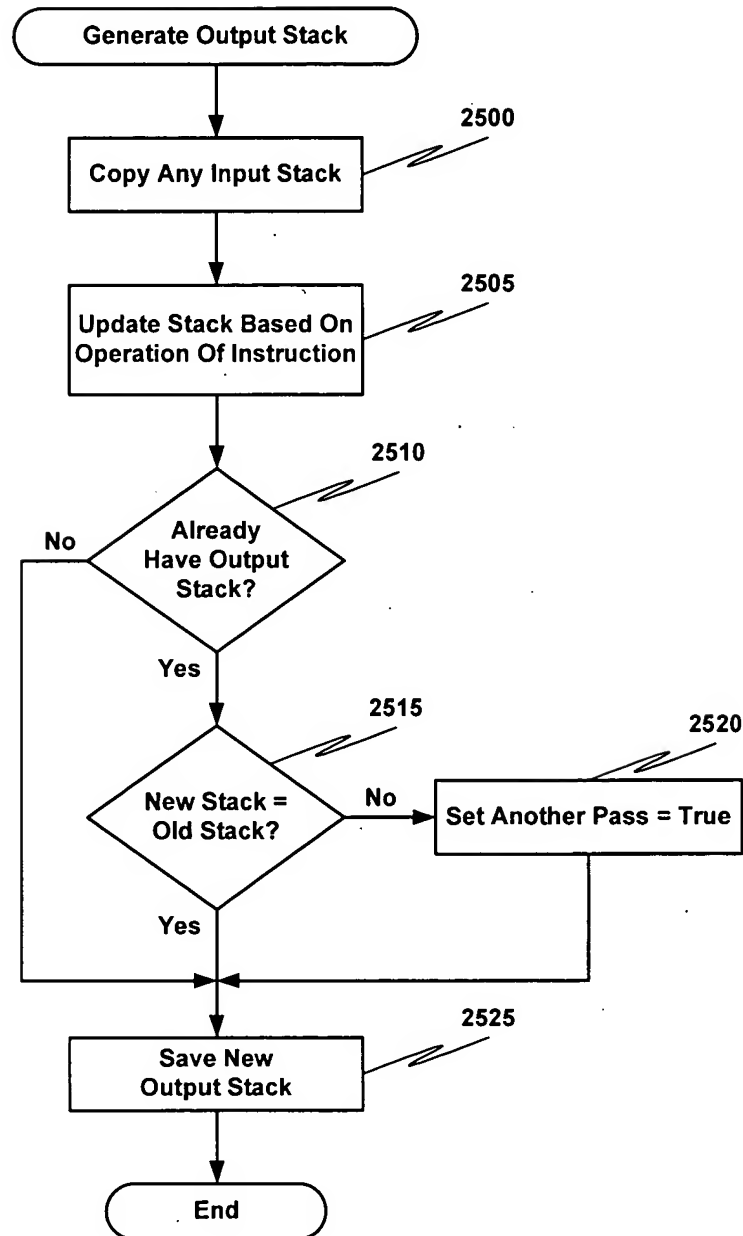 Generate Output Stack
2500
Copy Any Input Stack
2505
Update Stack Based On
Operation Of Instruction
2510
Already
Have Output
Stack?
No
Yes
2515
2520
New Stack =
Old Stack?
No
Set Another Pass = True
Yes
2525
Save New
Output Stack
End